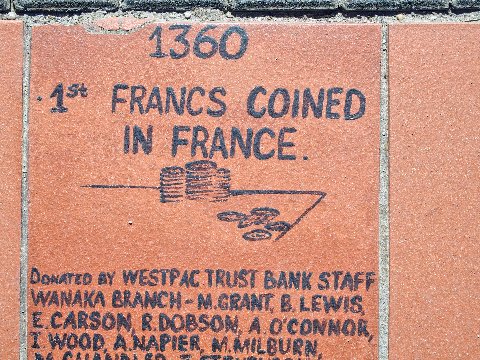 1360
1st FRANCS COINED
IN FRANCE.
DONATED BY WESTPAC TRUST BANK STAFF
WANAKA BRANCH - M. GRANT, B. LEWIS,
E. CARSON, R. DOBSON, A. O'CONNOR,
I. WOOD, A. NAPIER, M. MILBURN